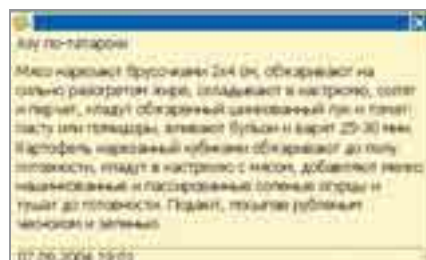 Азу по-татарски
Мясо нарезают брусочками 2х4 см, обжаривают на
сильно разогретом жире, складывают в кастрюлю, солят
и перчат, кладут обжаренный шинкованный лук и томат-
пасту или помидоры, вливают бульон и варят 25-30 мин.
Картофель нарезанный кубиками обжаривают до полу
готовности, кладут в кастрюлю с мясом, добавляют мелко
нашинкованные и пассированные соленые огурцы и
тушат до готовности. Подают, посыпав рубленым
чесноком и зеленью.
07.09.2004 19:01